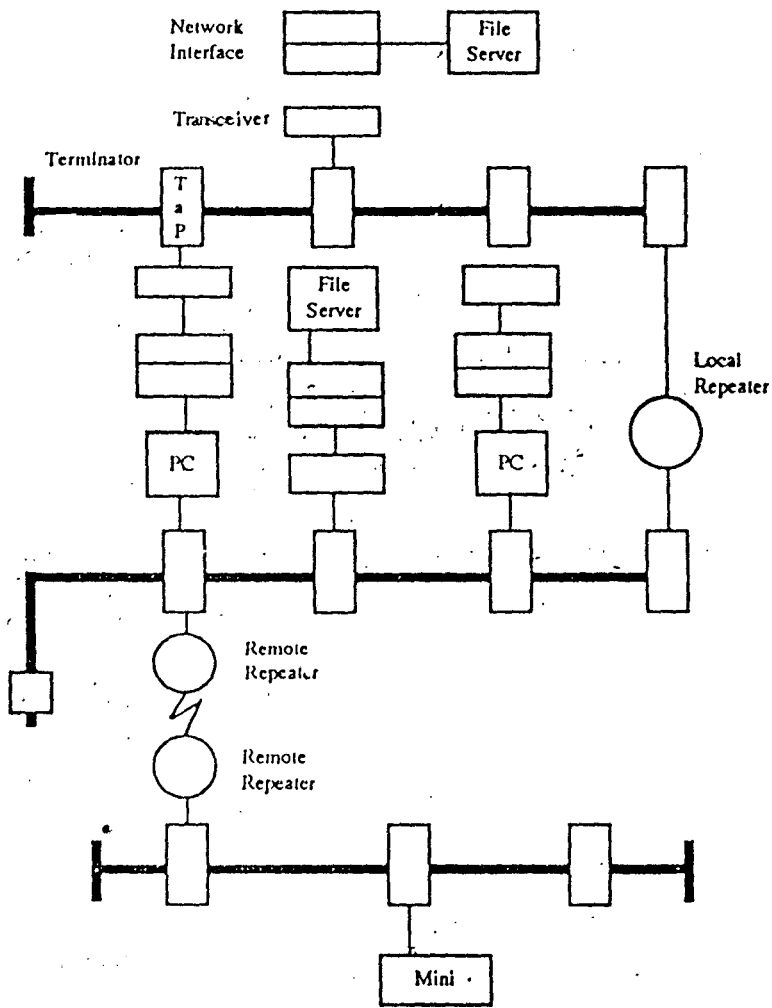 Network
Interface
File
Server
Transceiver
Terminator
T
a
P
File
Server
Local
Repeater
PC
PC
Remote
Repeater
Remote
Repeater
Mini